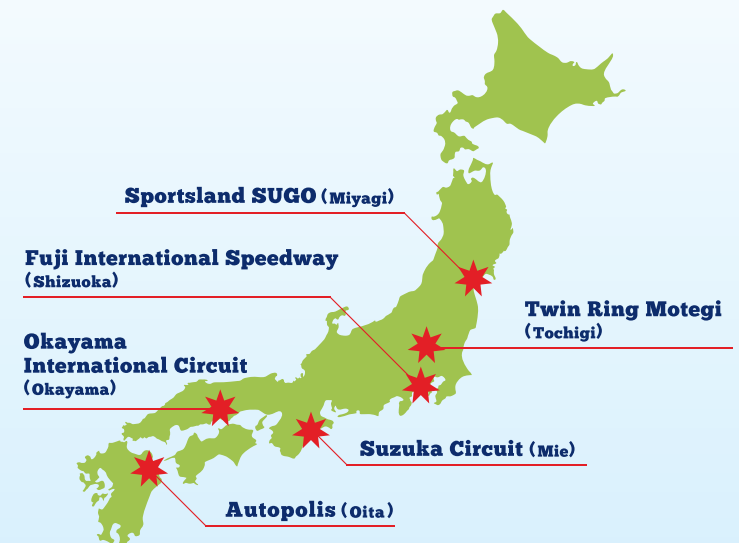 Sportsland SUGO (Miyagi)
Fuji International Speedway
(Shizuoka)
Twin Ring Motegi
(Tochigi)
Okayama
International Circuit
(Okayama)
Suzuka Circuit (Mie)
Autopolis (Oita)